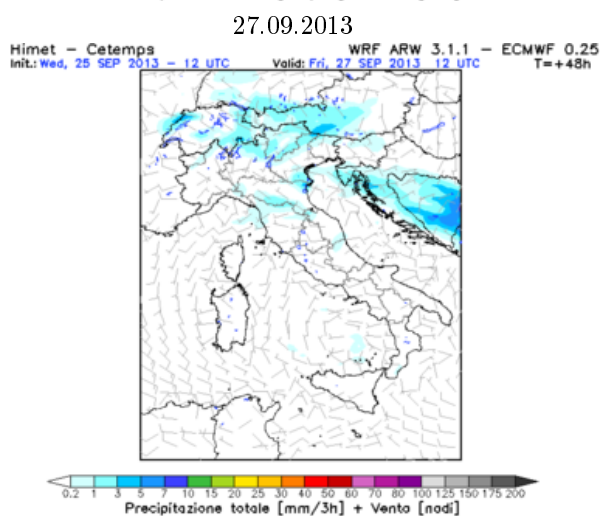 27.09.2013
Himet – Cetemps WRF ARW 3.1.1 – ECMWF 0.25
Init.: Wed, 25 SEP 2013 – 12 UTC Valid: Fri, 27 SEP 2013 12 UTC T=+48h
0.2 1 3 5 7 10 15 20 25 30 40 50 60 70 80 100 125 150 175 200
Precipitazione totale [mm/3h] + Vento [nodi]